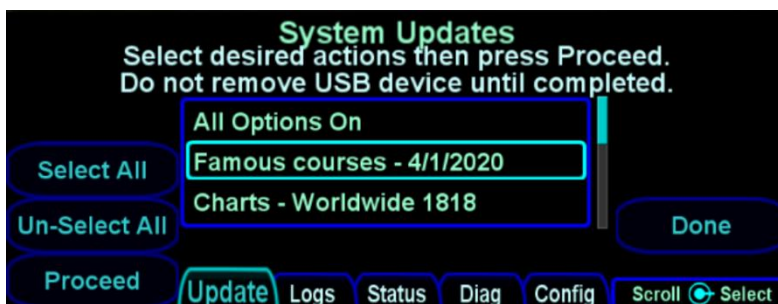 System Updates
Select desired actions then press Proceed.
Do not remove USB device until completed.
All Options On
Famous courses - 4/1/2020
Charts - Worldwide 1818
Select All
Un-Select All
Proceed
Done
Update Logs Status Diag Config Scroll Select